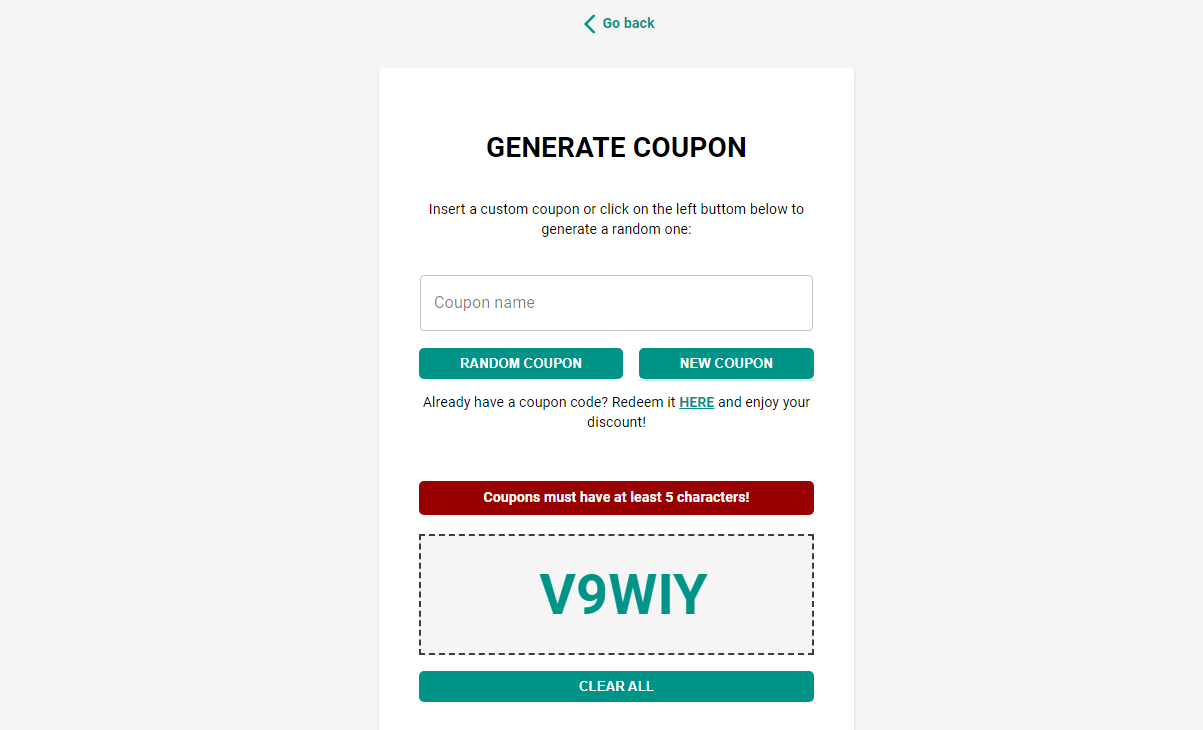 Go back
GENERATE COUPON
Insert a custom coupon or click on the left buttom below to
generate a random one:
Coupon name
RANDOM COUPON
NEW COUPON
Already have a coupon code? Redeem it HERE and enjoy your
discount!
Coupons must have at least 5 characters!
V9WIY
CLEAR ALL